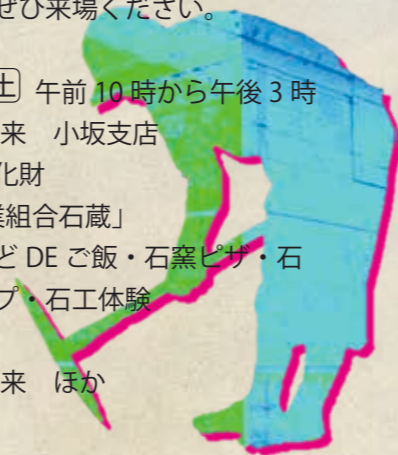 ぜひ来場ください。
土 午前 10 時から午後 3 時
来 小坂支店
化財
業組合石蔵」
ど DE ご飯・石窯ピザ・石
プ・石工体験
来 ほか